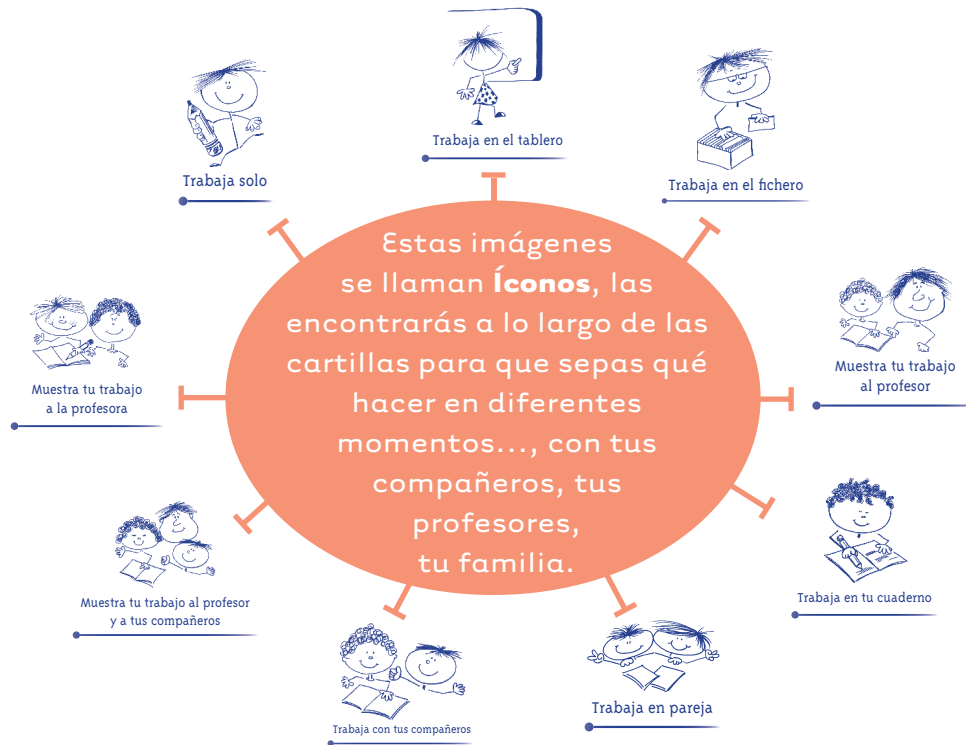 Trabaja en el tablero
Trabaja solo
Trabaja en el fichero
Estas imágenes
se llaman Íconos, las
encontrarás a lo largo de las
cartillas para que sepas qué
hacer en diferentes
momentos..., con tus
compañeros, tus
profesores,
tu familia.
Muestra tu trabajo
a la profesora
Muestra tu trabajo
al profesor
Muestra tu trabajo al profesor
y a tus compañeros
Trabaja en tu cuaderno
Trabaja con tus compañeros
Trabaja en pareja